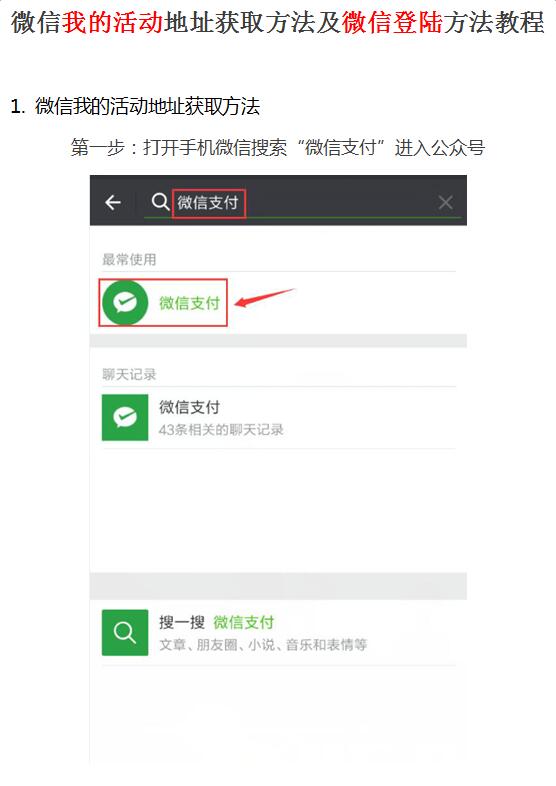 微信我的活动地址获取方法及微信登陆方法教程
1. 微信我的活动地址获取方法
第一步：打开手机微信搜索“微信支付”进入公众号
微信支付
最常使用
微信支付
聊天记录
微信支付
43条相关的聊天记录
搜一搜 微信支付
文章、朋友圈、小说、音乐和表情等